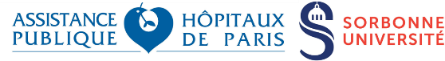 ASSISTANCE HÔPITAUX
PUBLIQUE DE PARIS
SORBONNE
UNIVERSITÉ